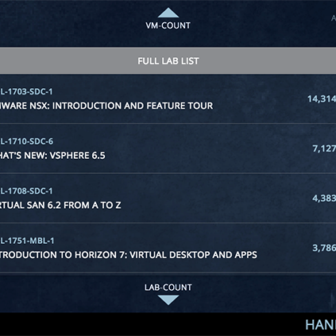 VM-COUNT
FULL LAB LIST
L-1703-SDC-1
WARE NSX: INTRODUCTION AND FEATURE TOUR
14,314
L-1710-SDC-6
HAT'S NEW: VSPHERE 6.5
7,127
L-1708-SDC-1
RTUAL SAN 6.2 FROM A TO Z
4,383
L-1751-MBL-1
TRODUCTION TO HORIZON 7: VIRTUAL DESKTOP AND APPS
3,786
LAB-COUNT
HAN